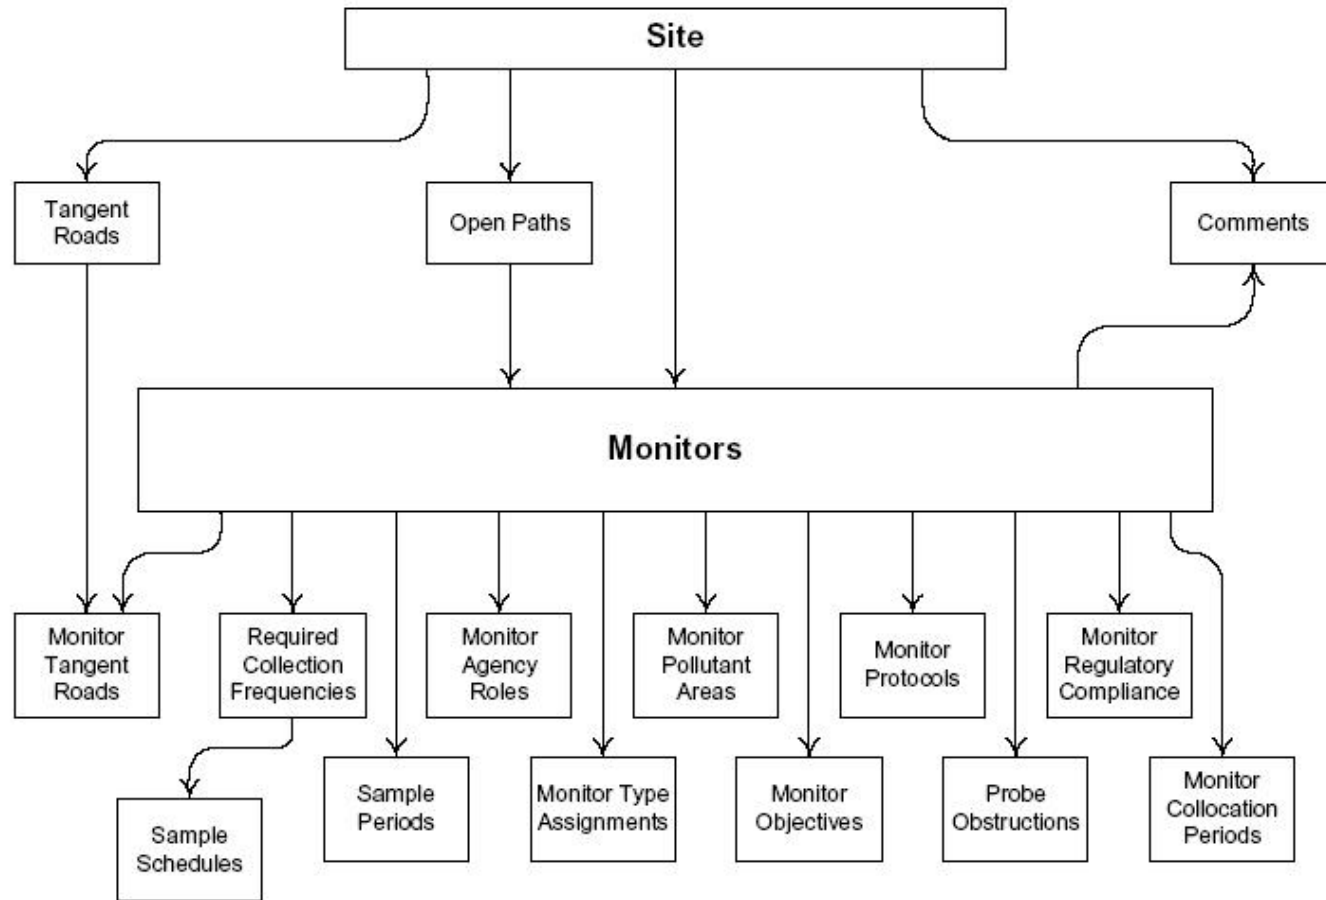 Site
Tangent
Roads
Open Paths
Comments
Monitors
Monitor
Tangent
Roads
Required
Collection
Frequencies
Monitor
Agency
Roles
Monitor
Pollutant
Areas
Monitor
Protocols
Monitor
Regulatory
Compliance
Sample
Schedules
Sample
Periods
Monitor Type
Assignments
Monitor
Objectives
Probe
Obstructions
Monitor
Collocation
Periods